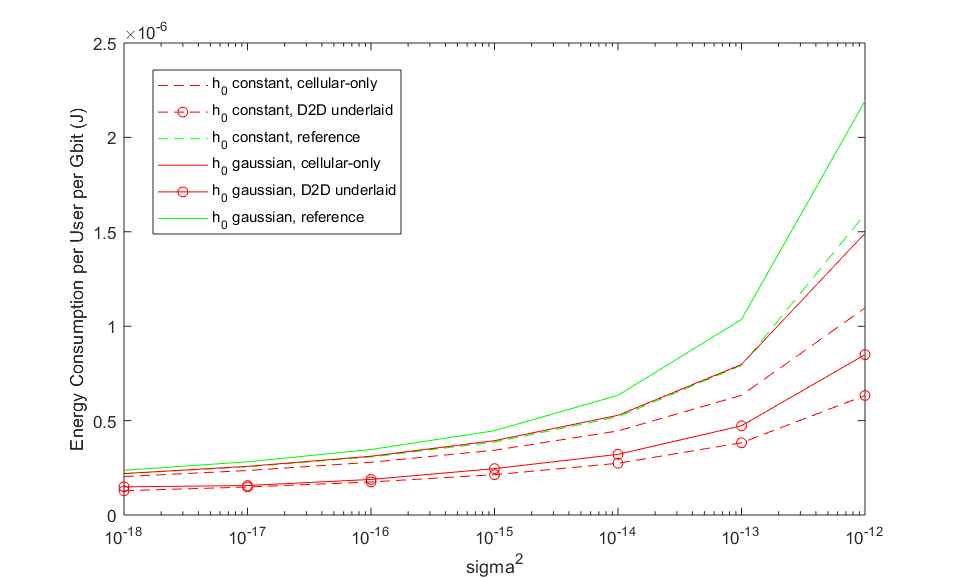 ×10^-6
2.5
2
1.5
1
0.5
0
Energy Consumption per User per Gbit (J)
h_0 constant, cellular-only
h_0 constant, D2D underlaid
h_0 constant, reference
h_0 gaussian, cellular-only
h_0 gaussian, D2D underlaid
h_0 gaussian, reference
10^-18 10^-17 10^-16 10^-15 10^-14 10^-13 10^-12
sigma^2